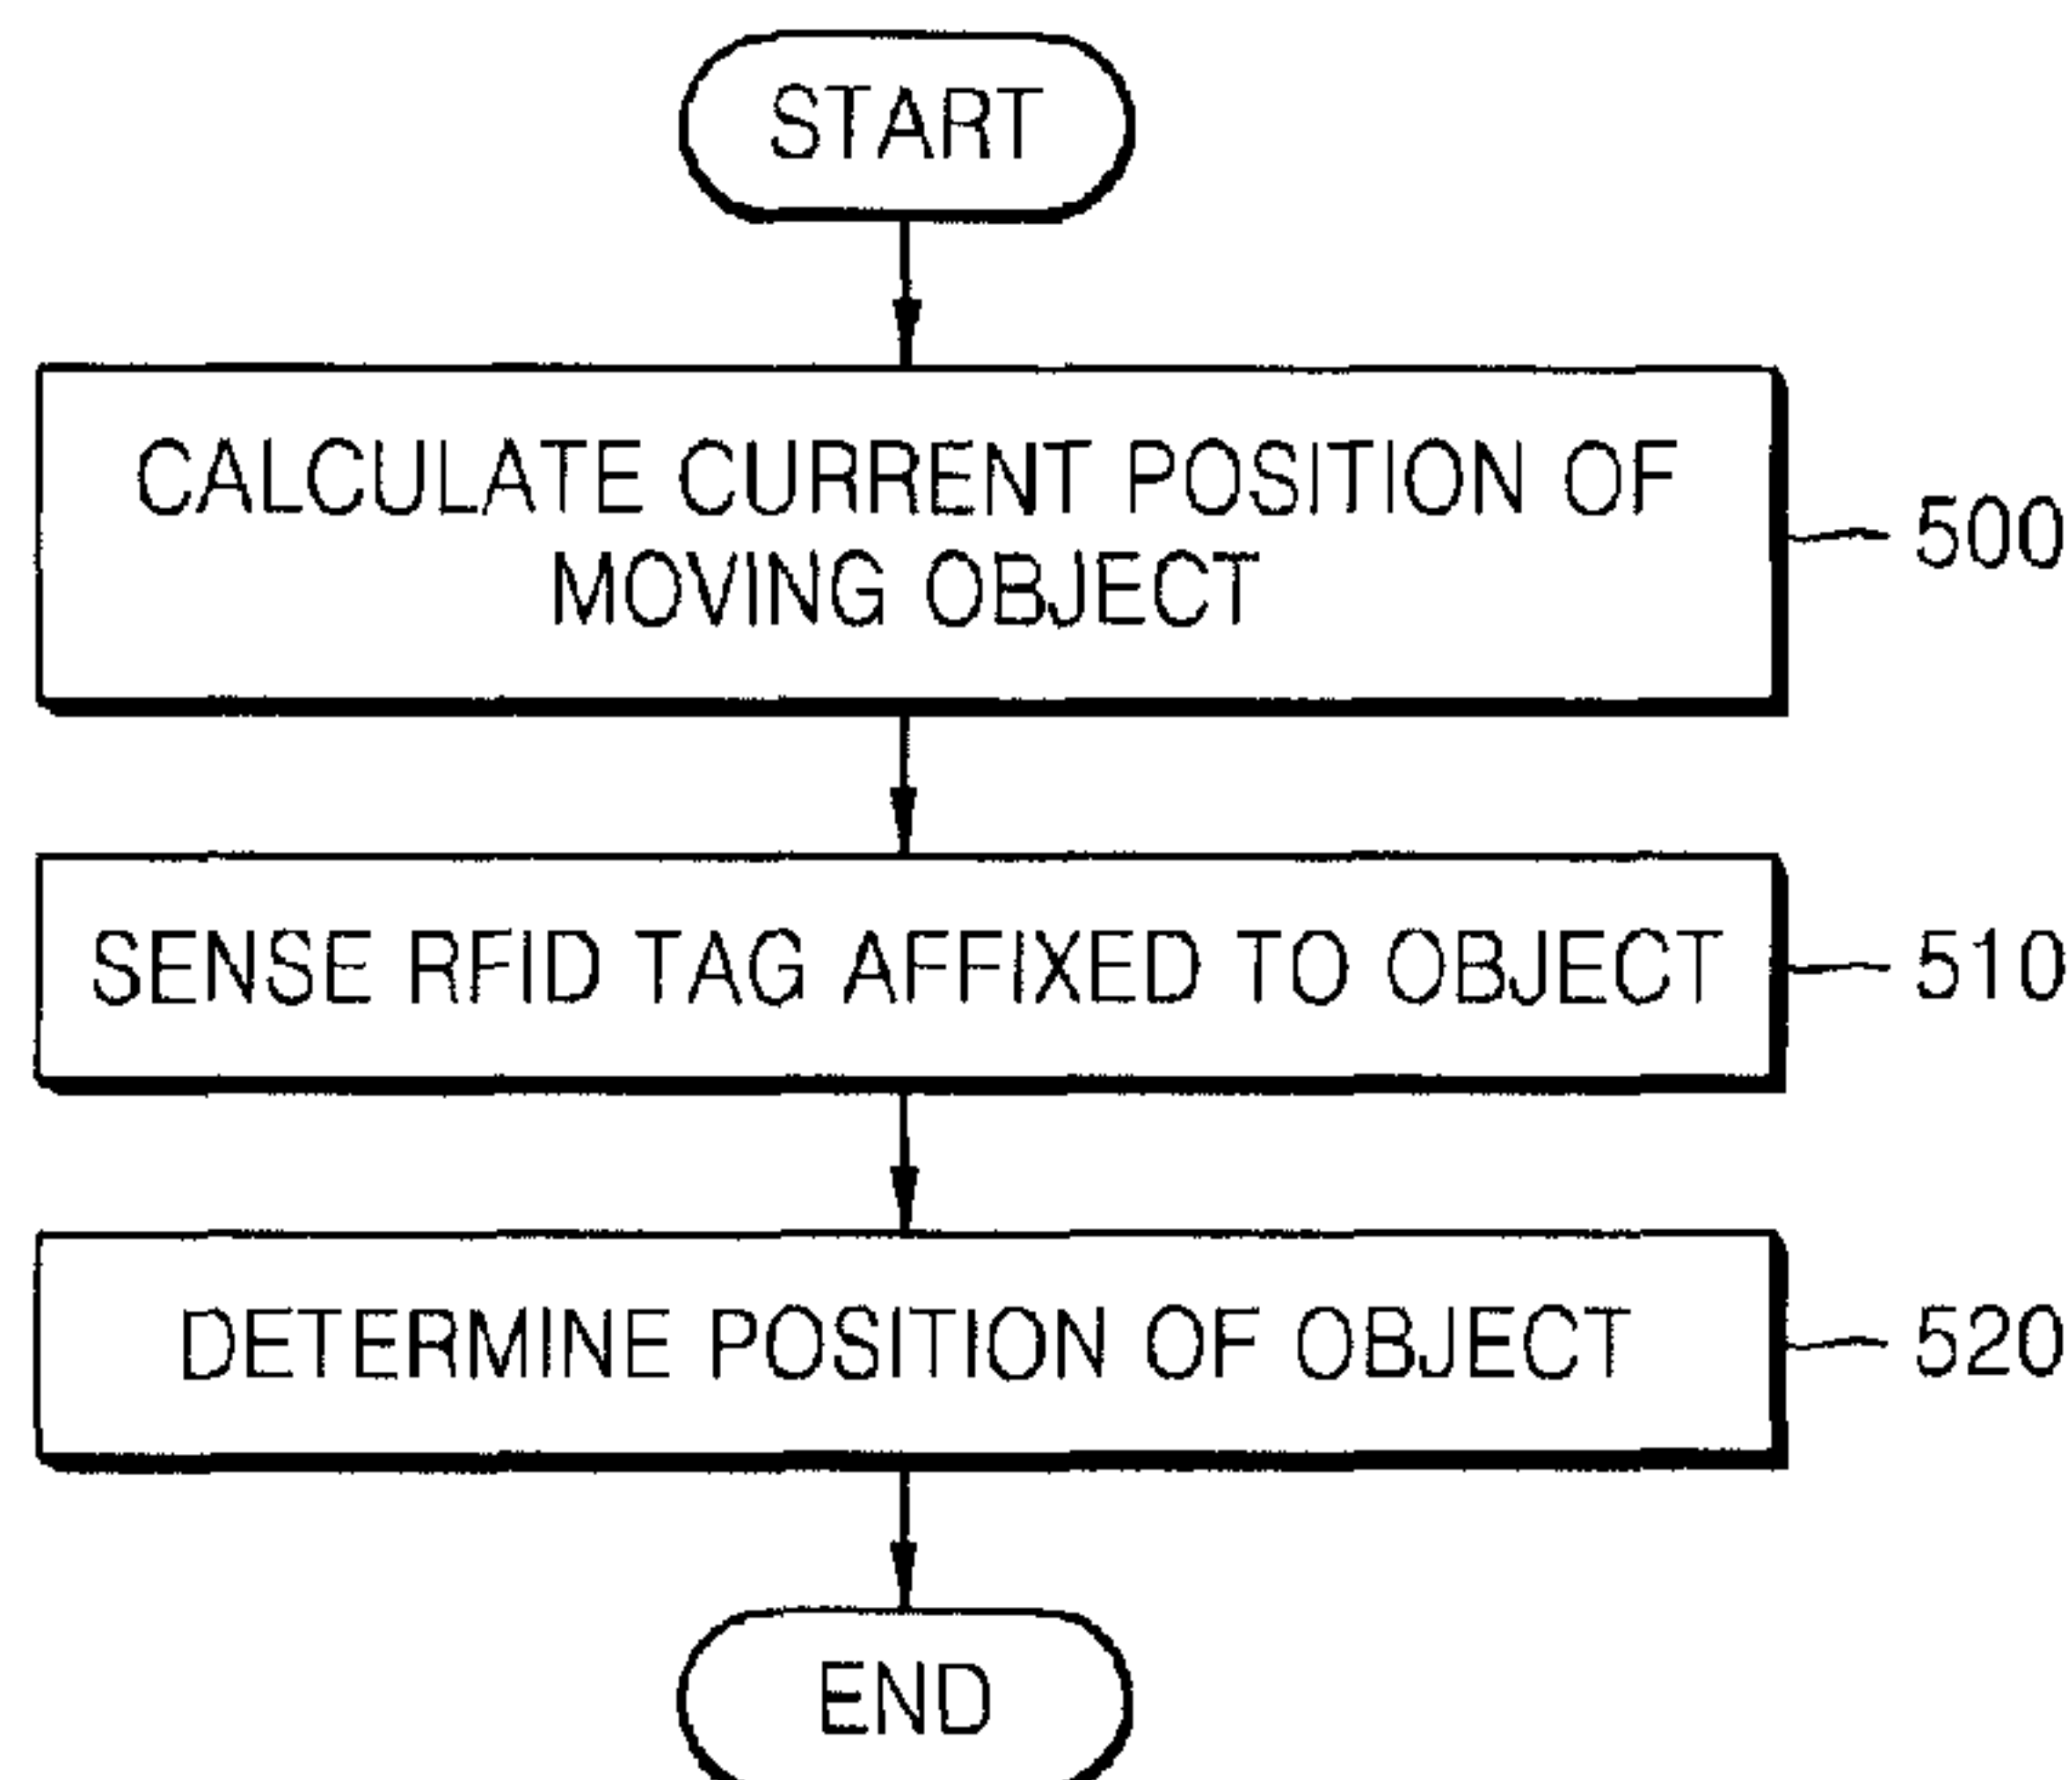 START
CALCULATE CURRENT POSITION OF
MOVING OBJECT
500
SENSE RFID TAG AFFIXED TO OBJECT
510
DETERMINE POSITION OF OBJECT
520
END